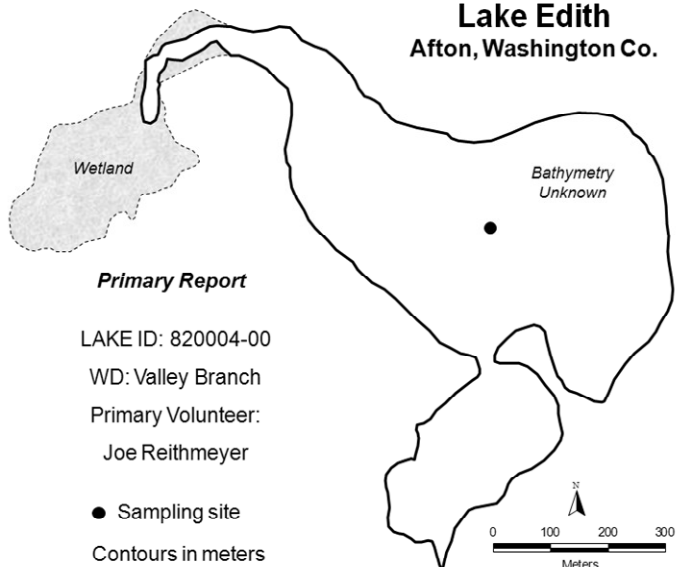 Lake Edith
Afton, Washington Co.
Wetland
Bathymetry
Unknown
Primary Report
LAKE ID: 820004-00
WD: Valley Branch
Primary Volunteer:
Joe Reithmeyer
Sampling site
Contours in meters
N
0 100 200 300
Meters